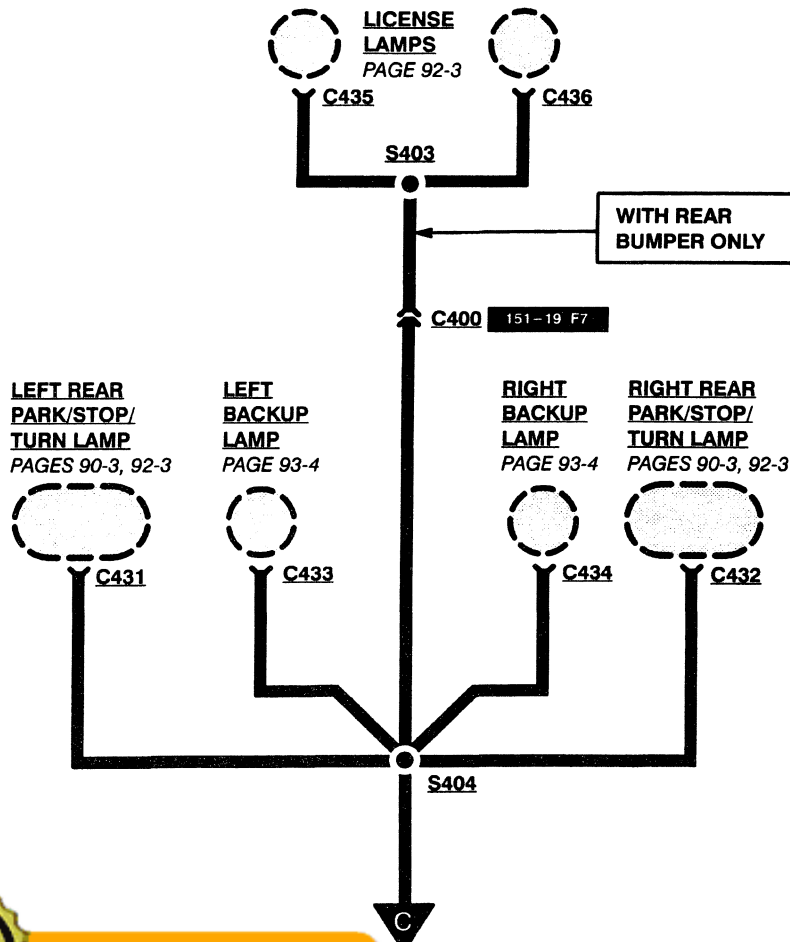 LICENSE
LAMPS
PAGE 92-3
C435
C436
S403
WITH REAR
BUMPER ONLY
C400
151-19 F7
LEFT REAR
PARK/STOP/
TURN LAMP
PAGES 90-3, 92-3
LEFT
BACKUP
LAMP
PAGE 93-4
RIGHT
BACKUP
LAMP
PAGE 93-4
RIGHT REAR
PARK/STOP/
TURN LAMP
PAGES 90-3, 92-3
C431
C433
C434
C432
S404
C